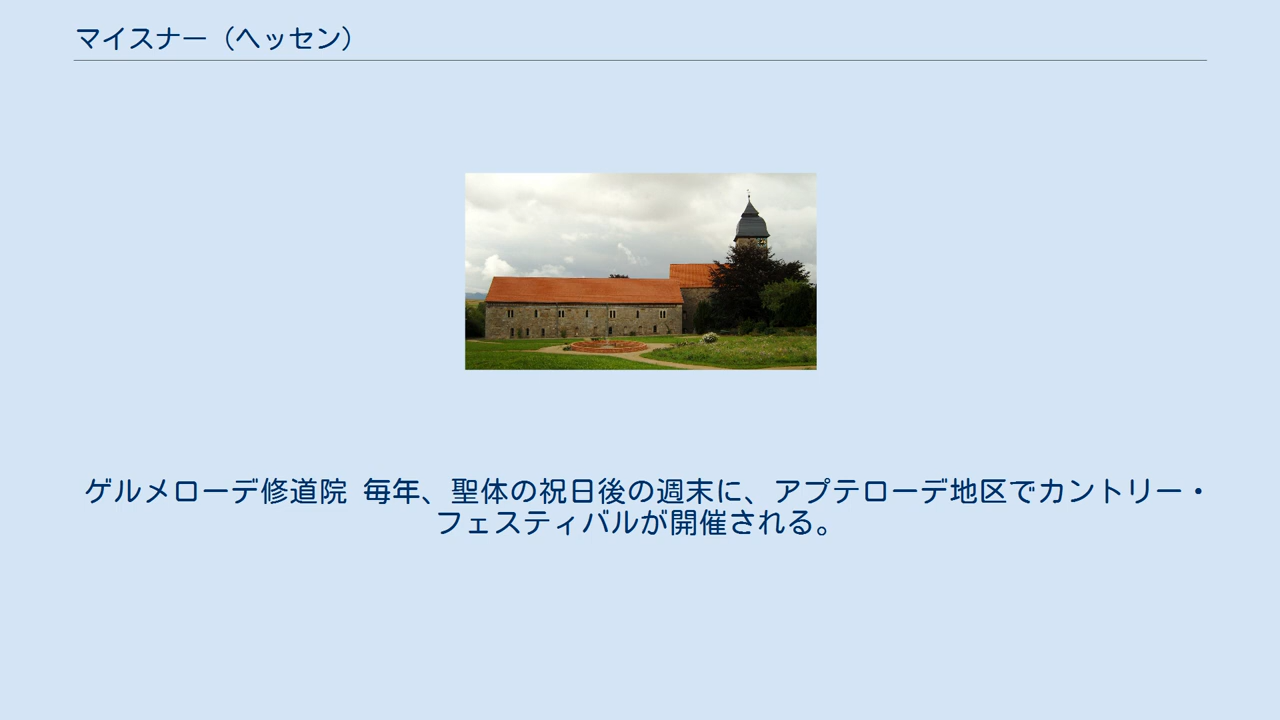 マイスナー（ヘッセン）
ゲルメローデ修道院 毎年、聖体の祝日後の週末に、アプテローデ地区でカントリー・
フェスティバルが開催される。